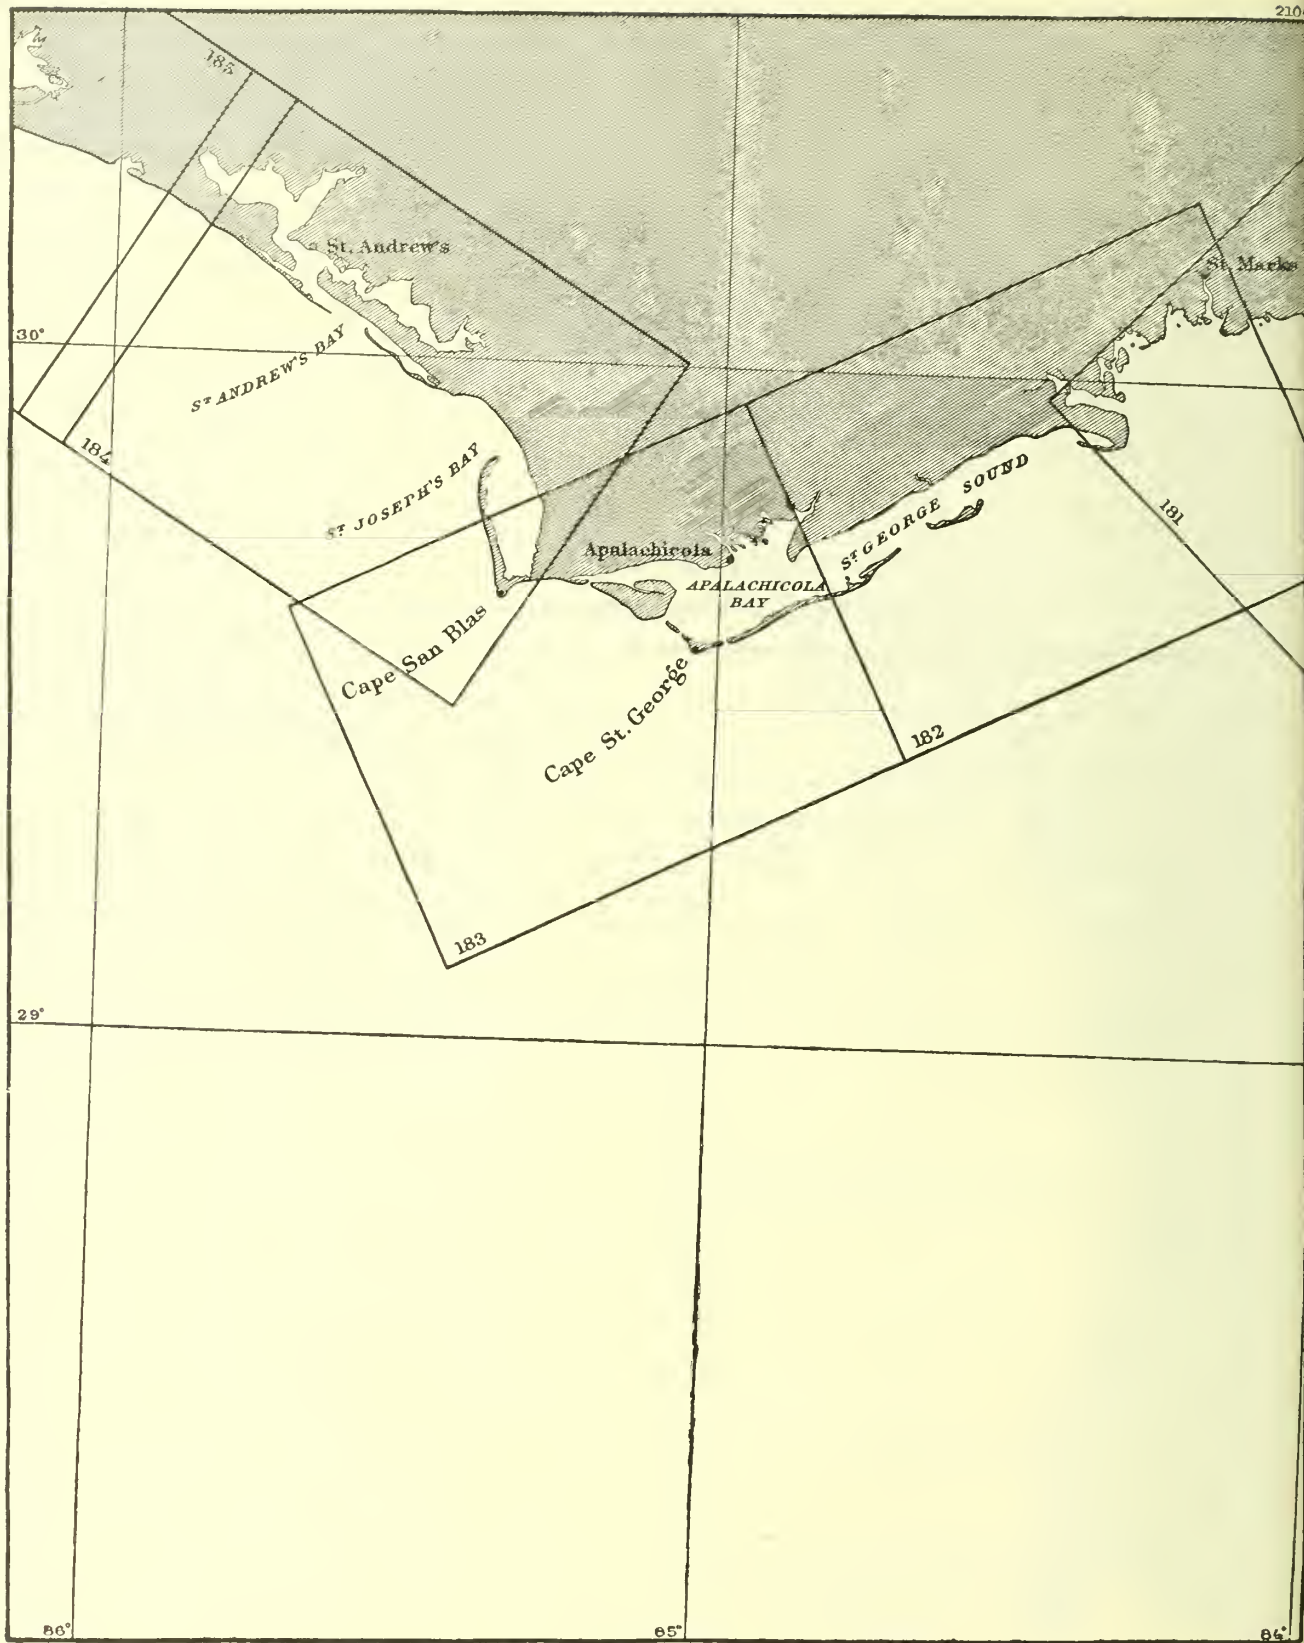 210
185
St. Andrew's
St. Marks
30°
ST ANDREW'S BAY
184
ST JOSEPH'S BAY
ST GEORGE SOUND
181
Apalachicola
APALACHICOLA
BAY
Cape San Blas
Cape St. George
182
183
29°
86°
85°
84°